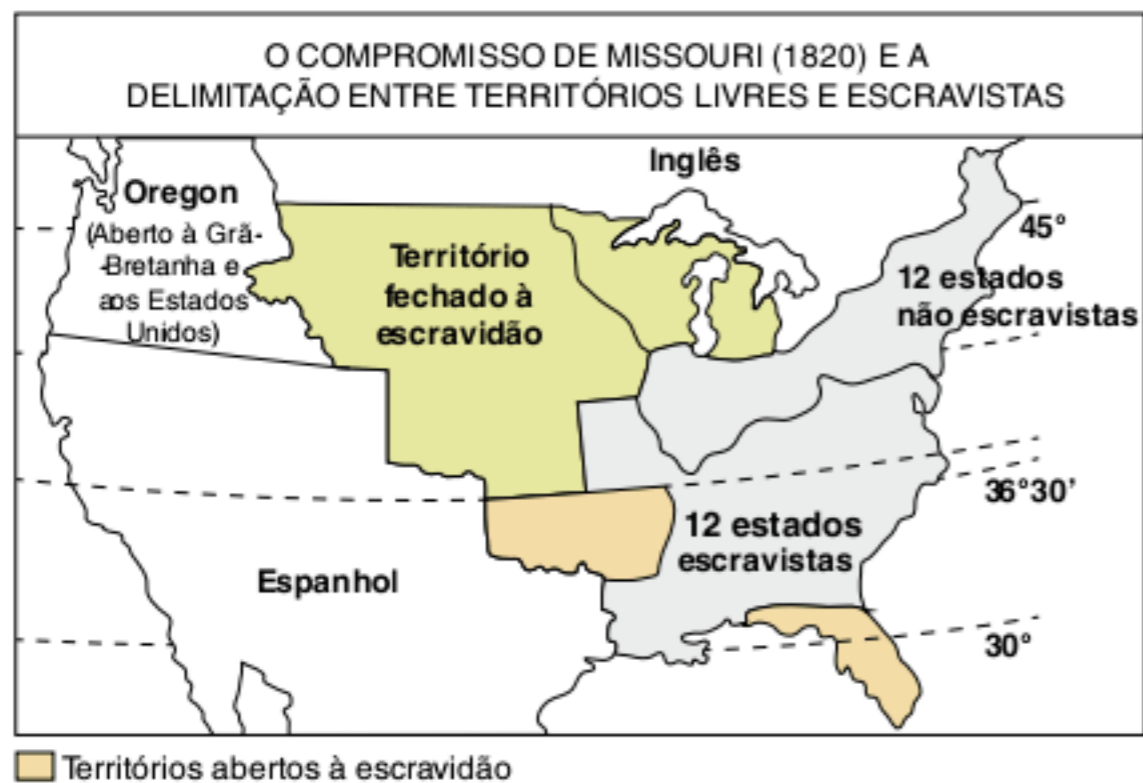 O COMPROMISSO DE MISSOURI (1820) E A
DELIMITAÇÃO ENTRE TERRITÓRIOS LIVRES E ESCRAVISTAS
Inglês
Oregon
(Aberto à Grã-
-Bretanha e
aos Estados
Unidos)
Território
fechado à
escravidão
45°
12 estados
não escravistas
36°30'
12 estados
escravistas
Espanhol
30°
Territórios abertos à escravidão